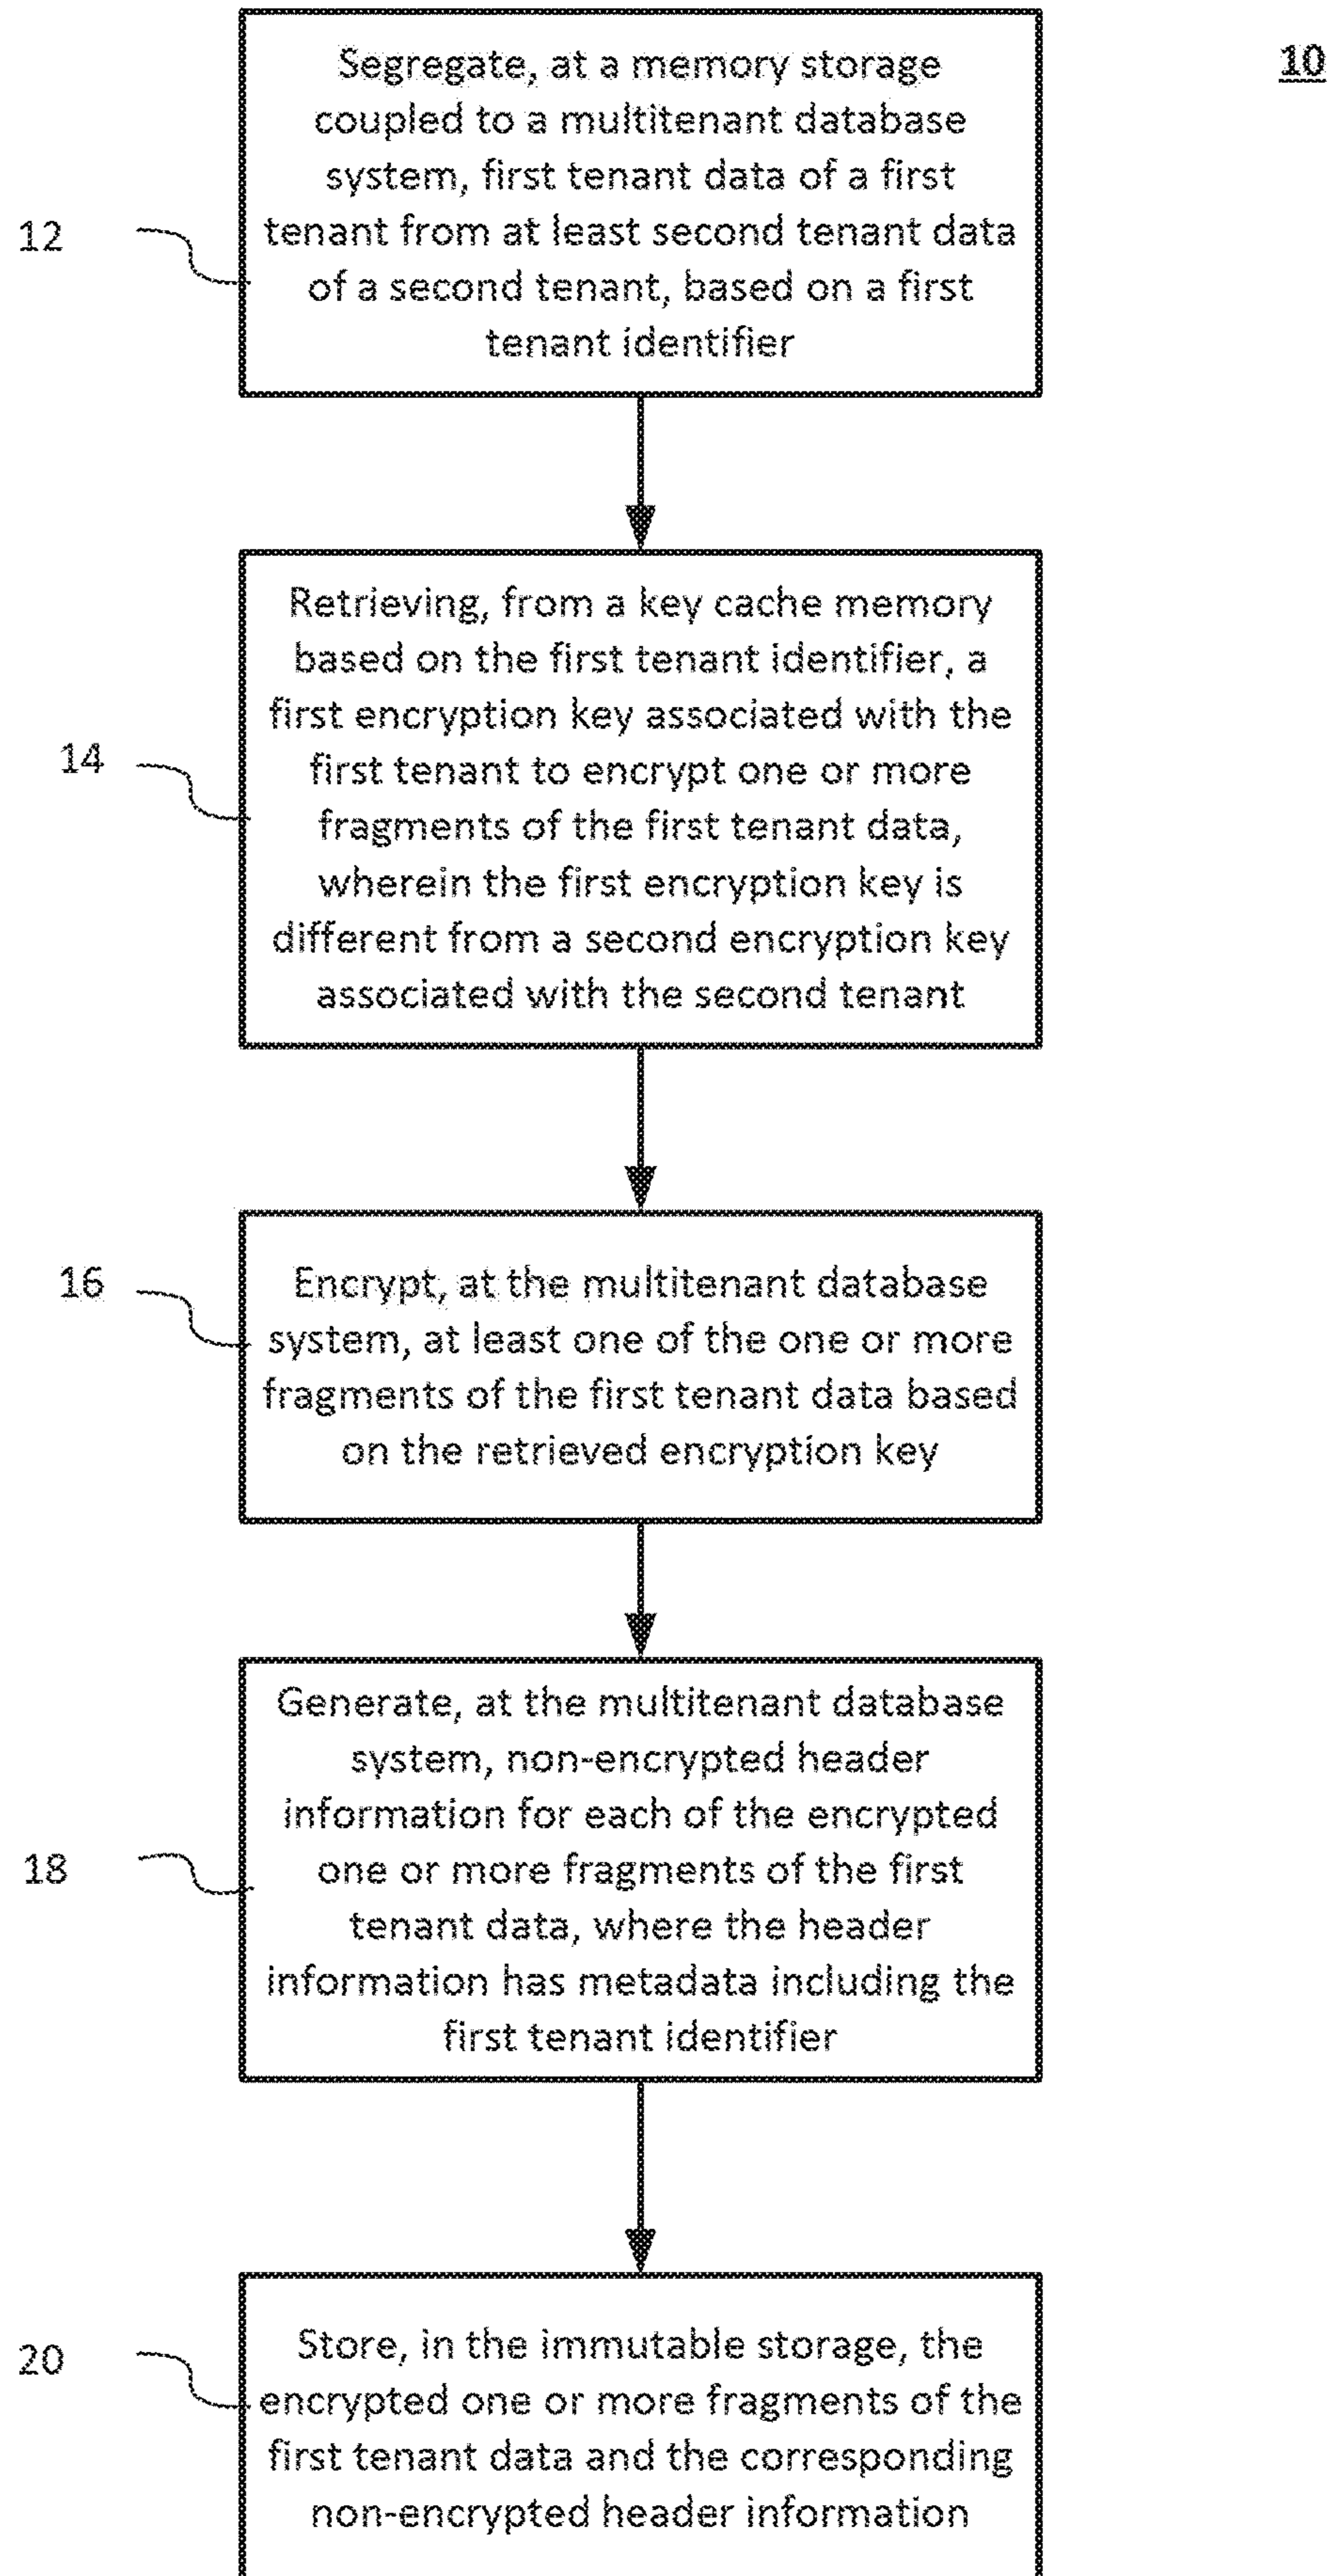 10
Segregate, at a memory storage
coupled to a multitenant database
system, first tenant data of a first
tenant from at least second tenant data
of a second tenant, based on a first
tenant identifier
12
Retrieving, from a key cache memory
based on the first tenant identifier, a
first encryption key associated with the
first tenant to encrypt one or more
fragments of the first tenant data,
wherein the first encryption key is
different from a second encryption key
associated with the second tenant
14
Encrypt, at the multitenant database
system, at least one of the one or more
fragments of the first tenant data based
on the retrieved encryption key
16
Generate, at the multitenant database
system, non-encrypted header
information for each of the encrypted
one or more fragments of the first
tenant data, where the header
information has metadata including the
first tenant identifier
18
Store, in the immutable storage, the
encrypted one or more fragments of the
first tenant data and the corresponding
non-encrypted header information
20